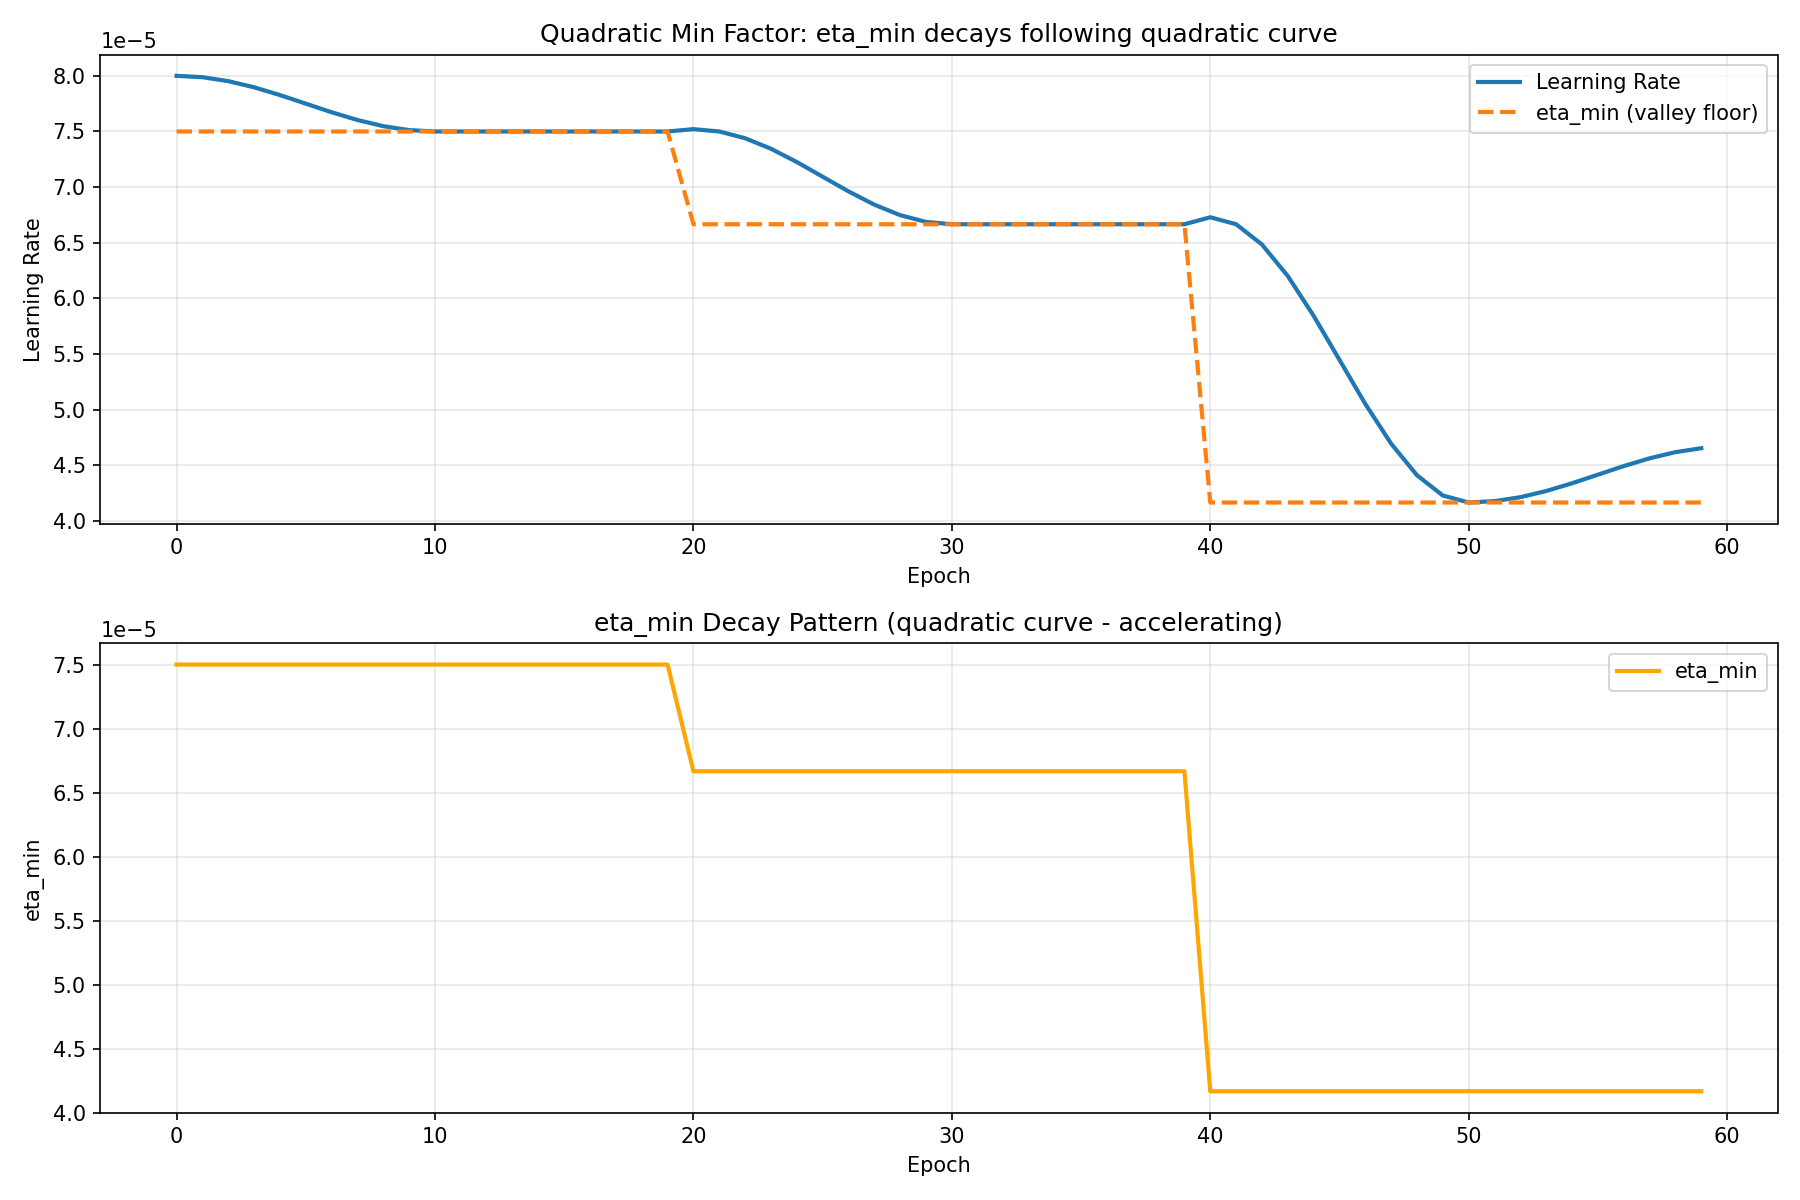 Quadratic Min Factor: eta_min decays following quadratic curve
1e−5
8.0
7.5
7.0
6.5
6.0
5.5
5.0
4.5
4.0
Learning Rate
Learning Rate
eta_min (valley floor)
0 10 20 30 40 50 60
Epoch
eta_min Decay Pattern (quadratic curve - accelerating)
1e−5
7.5
7.0
6.5
6.0
5.5
5.0
4.5
4.0
eta_min
eta_min
0 10 20 30 40 50 60
Epoch